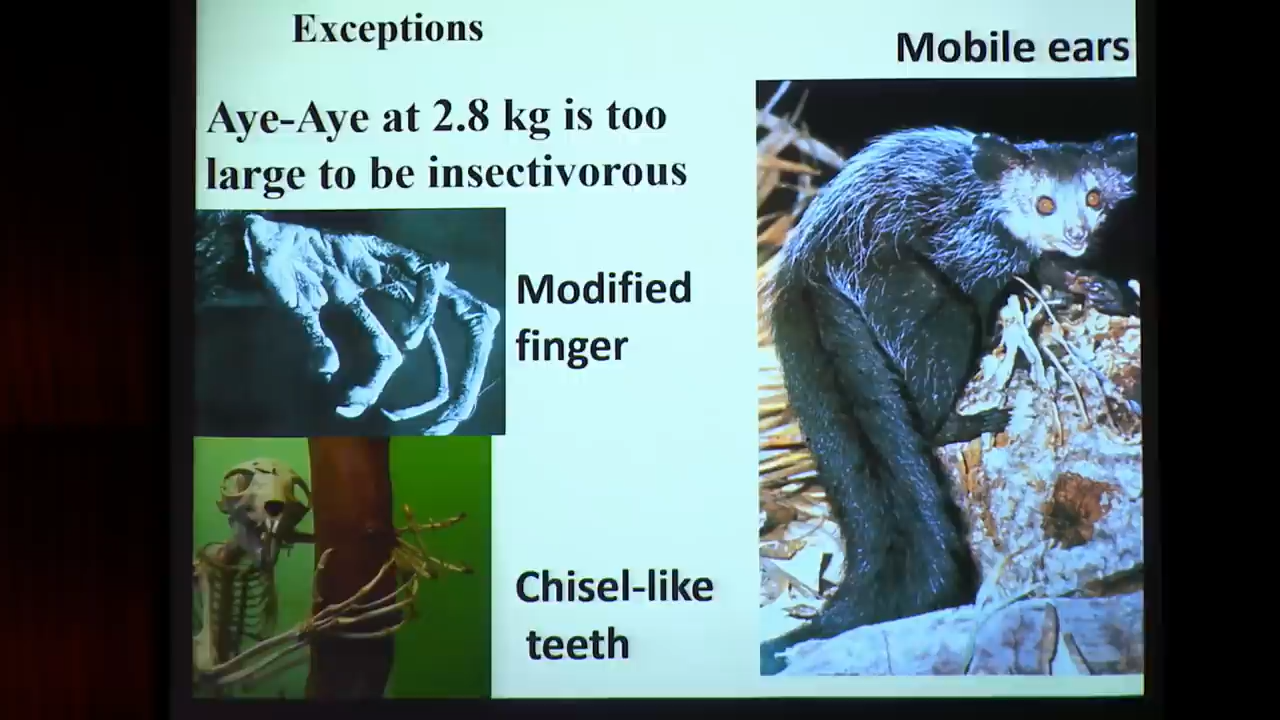 Exceptions
Mobile ears
Aye-Aye at 2.8 kg is too
large to be insectivorous
Modified
finger
Chisel-like
teeth